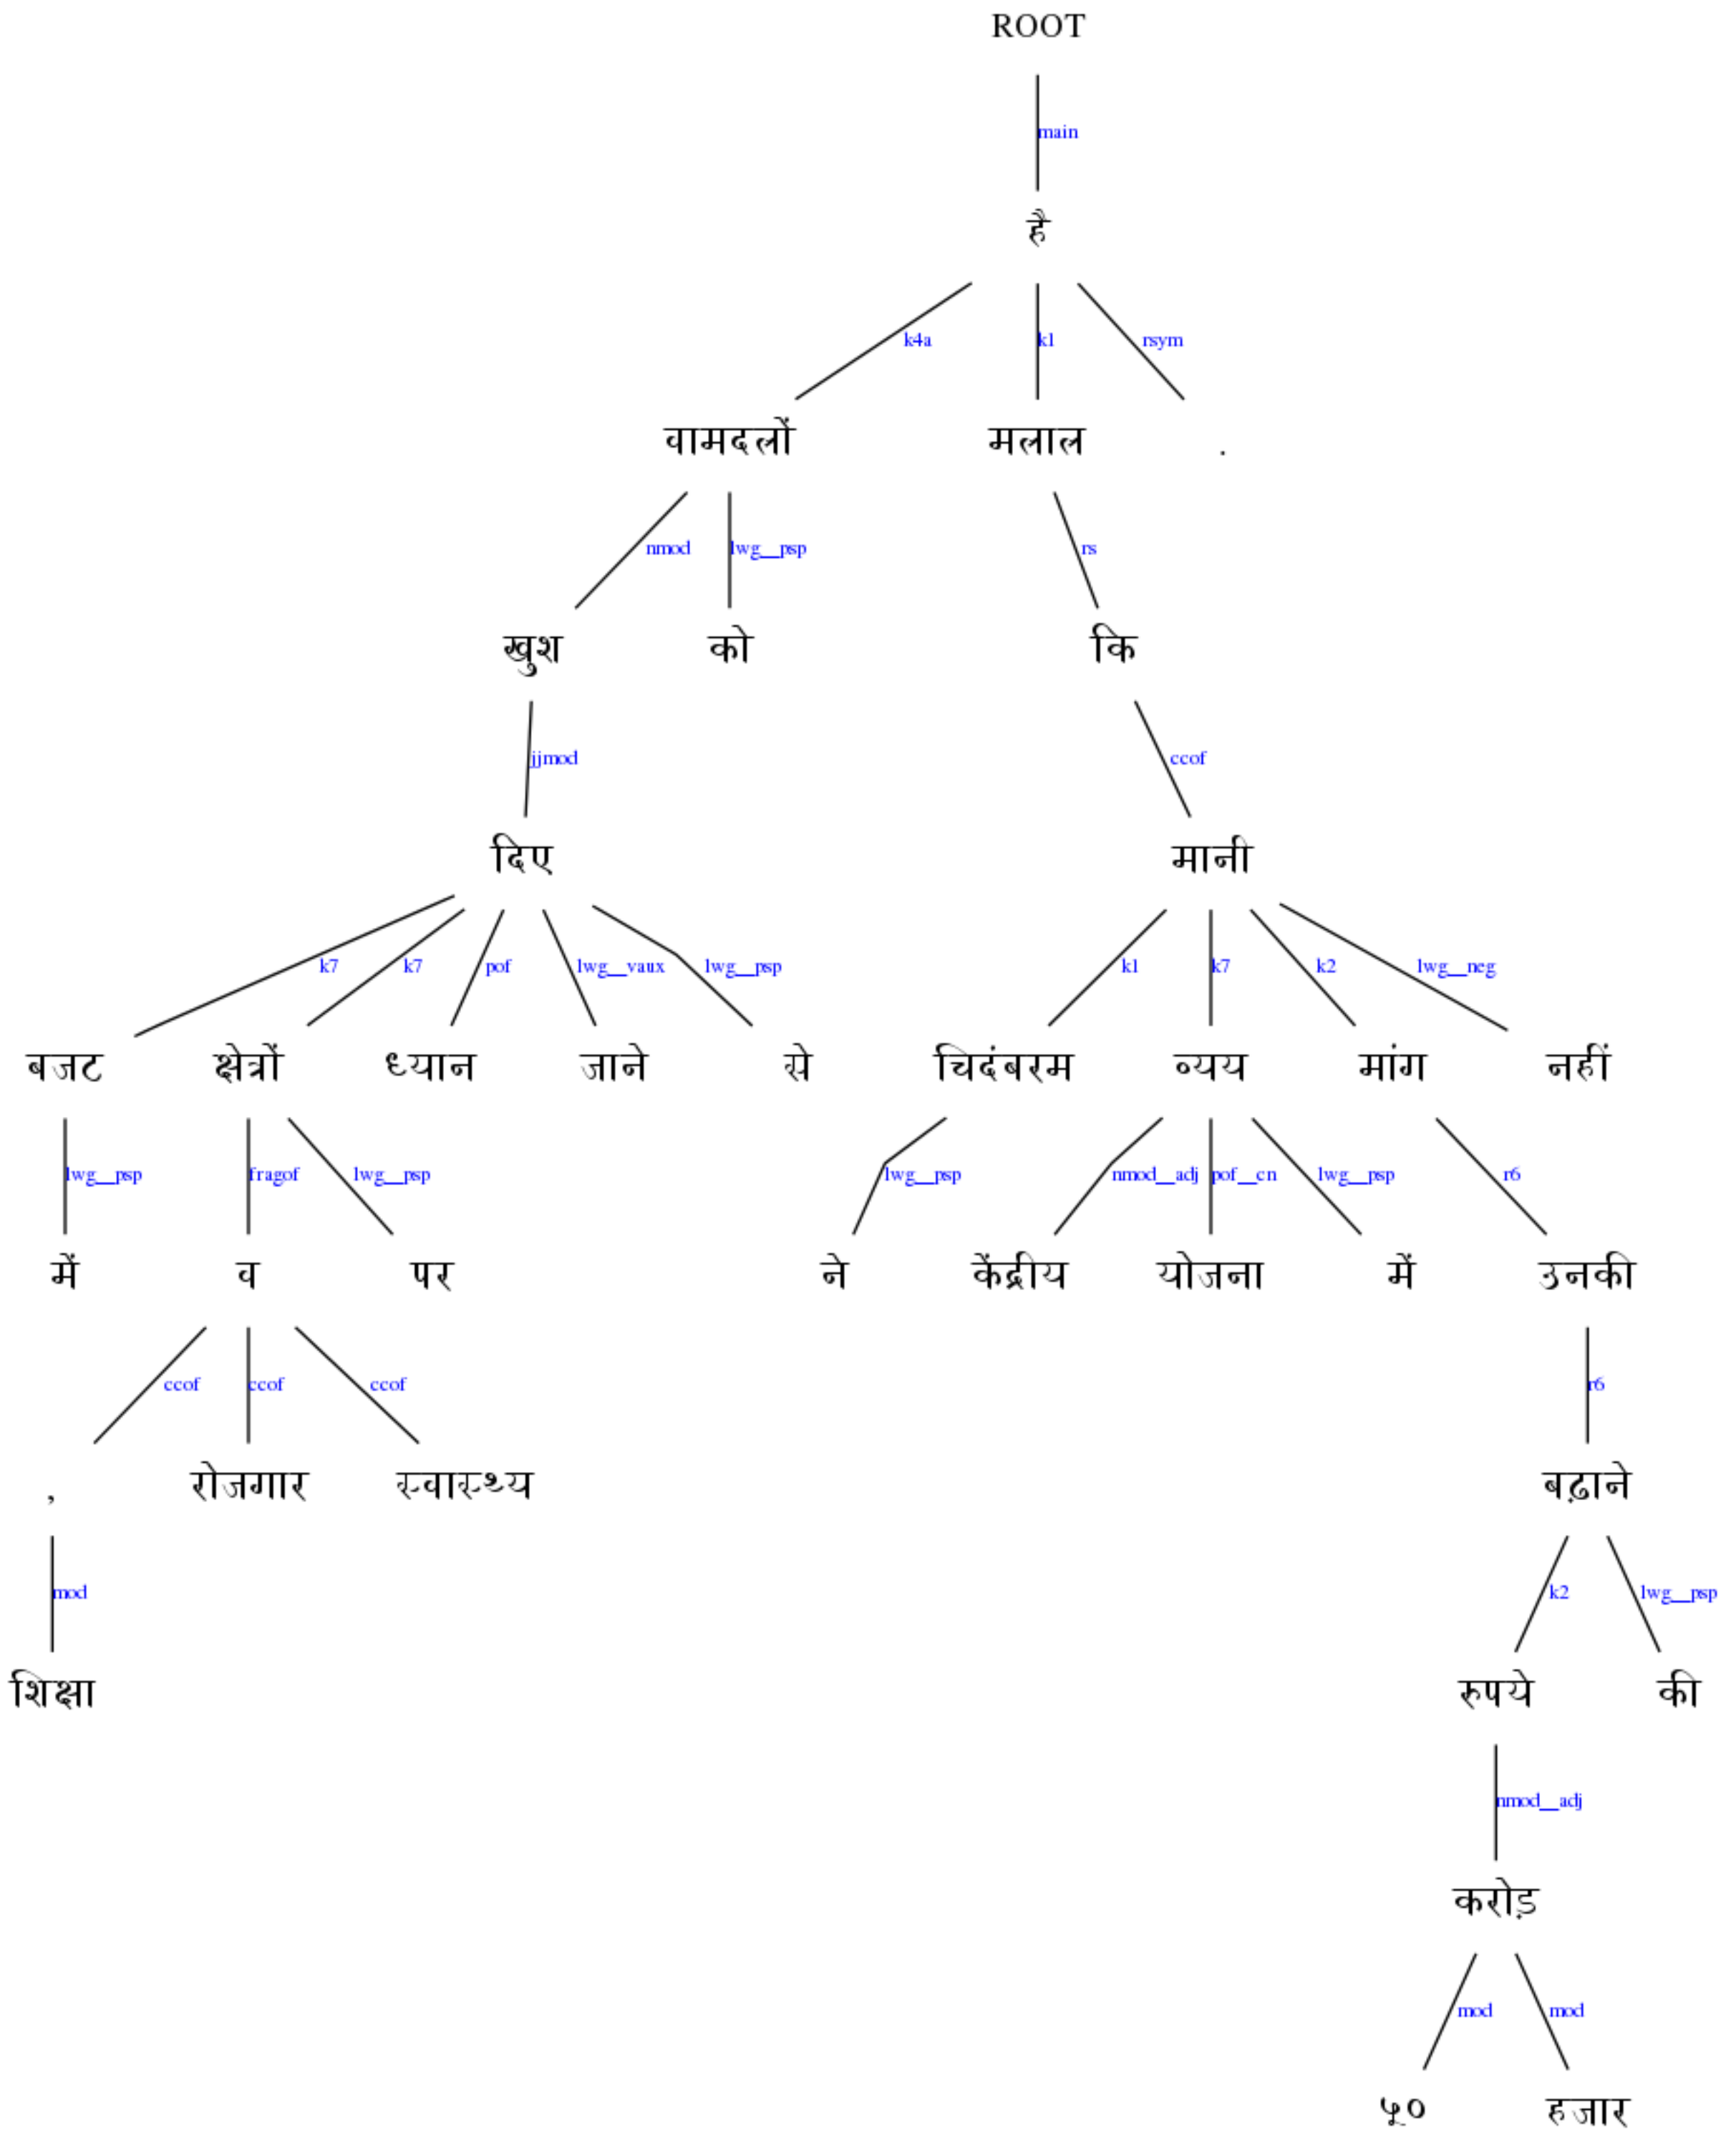 ROOT
main
है
k4a k1 rsym
वामदलों मलाल .
nmod lwg__psp rs
खुश को कि
jjmod ccof
दिए मानी
k7 k7 pof lwg__vaux lwg__psp k1 k7 k2 lwg__neg
बजट क्षेत्रों ध्यान जाने से चिदंबरम व्यय मांग नहीं
lwg__psp fragof lwg__psp lwg__psp nmod__adj pof__cn lwg__psp r6
में व पर ने केंद्रीय योजना में उनकी
ccof ccof ccof r6
, रोजगार स्वास्थ्य बढ़ाने
mod k2 lwg__psp
शिक्षा रुपये की
nmod__adj
करोड़
mod mod
५० हजार